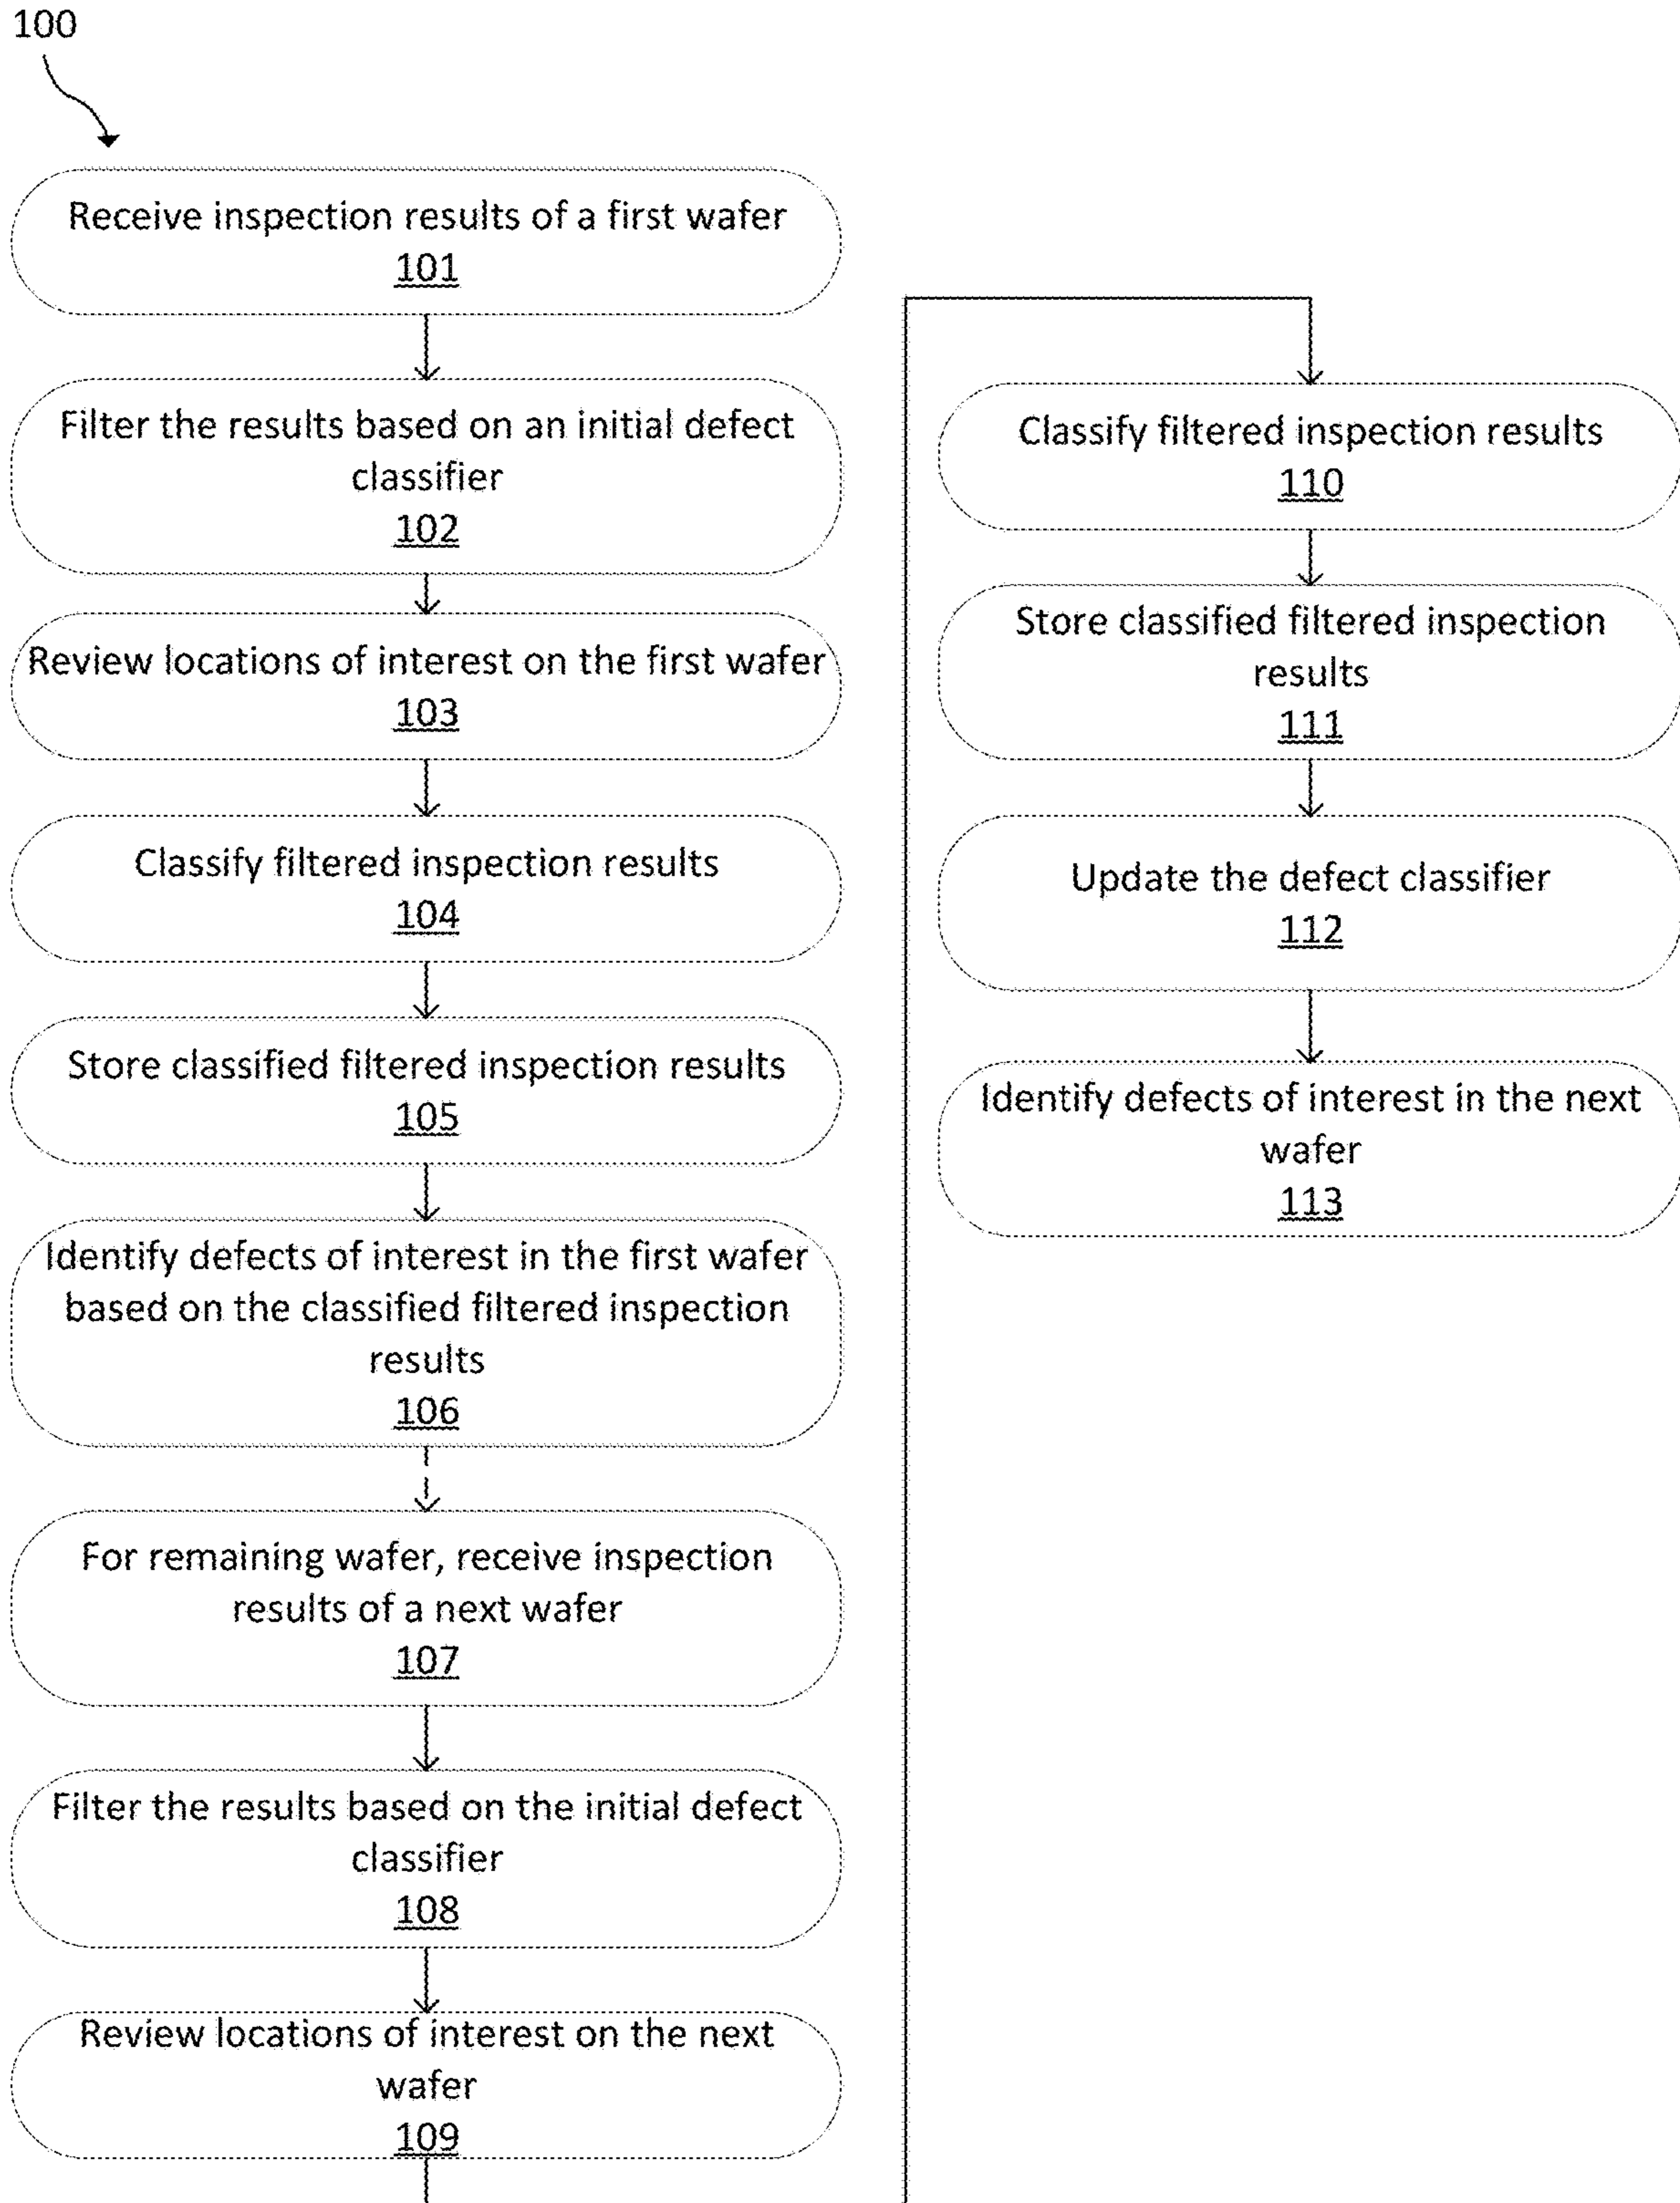 100
Receive inspection results of a first wafer
101
Filter the results based on an initial defect
classifier
102
Review locations of interest on the first wafer
103
Classify filtered inspection results
104
Store classified filtered inspection results
105
Identify defects of interest in the first wafer
based on the classified filtered inspection
results
106
For remaining wafer, receive inspection
results of a next wafer
107
Filter the results based on the initial defect
classifier
108
Review locations of interest on the next
wafer
109
Classify filtered inspection results
110
Store classified filtered inspection
results
111
Update the defect classifier
112
Identify defects of interest in the next
wafer
113